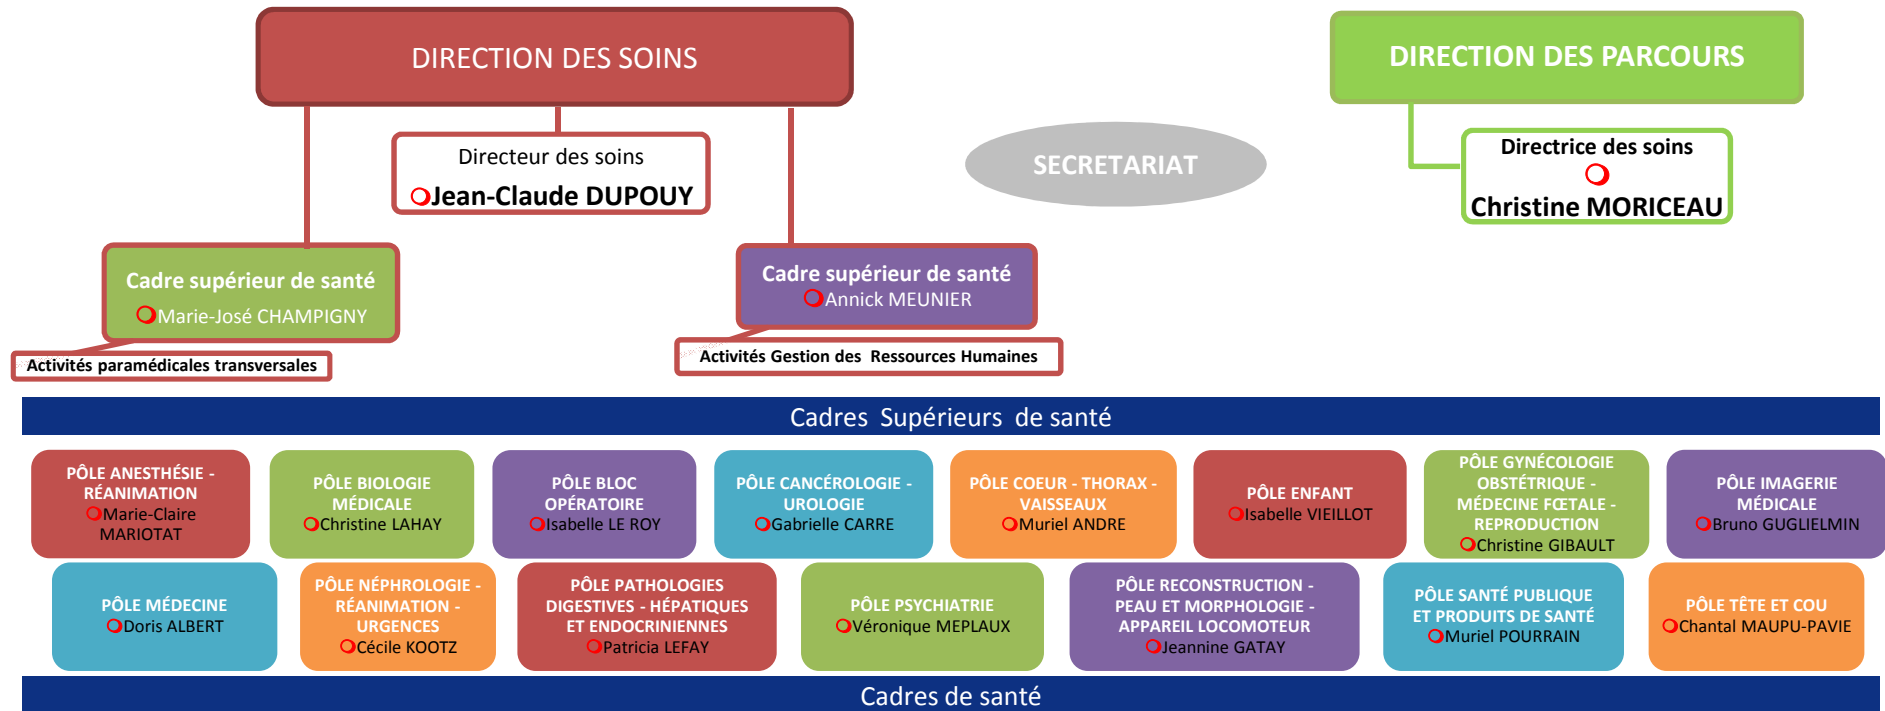 DIRECTION DES SOINS
DIRECTION DES PARCOURS
Directeur des soins
Jean-Claude DUPOUY
SECRETARIAT
Directrice des soins
Christine MORICEAU
Cadre supérieur de santé
Marie-José CHAMPIGNY
Cadre supérieur de santé
Annick MEUNIER
Activités paramédicales transversales
Activités Gestion des Ressources Humaines
Cadres Supérieurs de santé
PÔLE ANESTHÉSIE -
RÉANIMATION
Marie-Claire
MARIOTAT
PÔLE BIOLOGIE
MÉDICALE
Christine LAHAY
PÔLE BLOC
OPÉRATOIRE
Isabelle LE ROY
PÔLE CANCÉROLOGIE -
UROLOGIE
Gabrielle CARRE
PÔLE COEUR - THORAX -
VAISSEAUX
Muriel ANDRE
PÔLE ENFANT
Isabelle VIEILLOT
PÔLE GYNÉCOLOGIE
OBSTÉTRIQUE -
MÉDECINE FŒTALE -
REPRODUCTION
Christine GIBAULT
PÔLE IMAGERIE
MÉDICALE
Bruno GUGLIELMIN
PÔLE MÉDECINE
Doris ALBERT
PÔLE NÉPHROLOGIE -
RÉANIMATION -
URGENCES
Cécile KOOTZ
PÔLE PATHOLOGIES
DIGESTIVES - HÉPATIQUES
ET ENDOCRINIENNES
Patricia LEFAY
PÔLE PSYCHIATRIE
Véronique MEPLAUX
PÔLE RECONSTRUCTION -
PEAU ET MORPHOLOGIE -
APPAREIL LOCOMOTEUR
Jeannine GATAY
PÔLE SANTÉ PUBLIQUE
ET PRODUITS DE SANTÉ
Muriel POURRAIN
PÔLE TÊTE ET COU
Chantal MAUPU-PAVIE
Cadres de santé